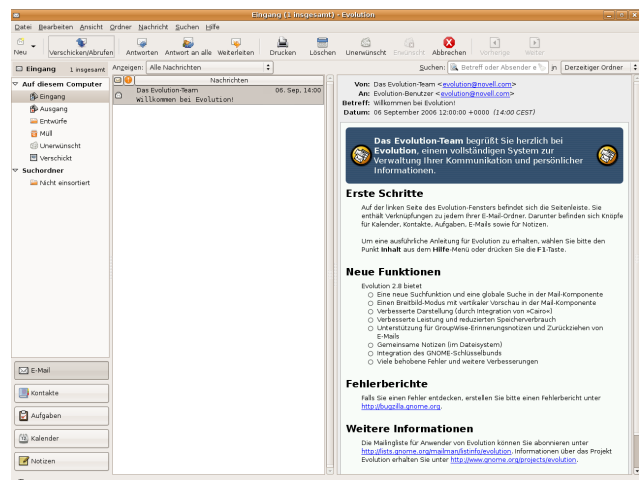 Eingang (1 insgesamt) - Evolution
Datei Bearbeiten Ansicht Ordner Nachricht Suchen Hilfe
Neu Verschicken/Abrufen Antworten Antwort an alle Weiterleiten Drucken Löschen Unerwünscht Erwünscht Abbrechen Vorherige Weiter
Eingang 1 insgesamt Anzeigen: Alle Nachrichten Suchen: Betreff oder Absender e in Derzeitiger Ordner
Auf diesem Computer
Eingang
Ausgang
Entwürfe
Müll
Unerwünscht
Verschickt
Suchordner
Nicht einsortiert
E-Mail
Kontakte
Aufgaben
Kalender
Notizen
Nachrichten
Das Evolution-Team 06. Sep, 14:00
Willkommen bei Evolution!
Von: Das Evolution-Team <evolution@novell.com>
An: Evolution-Benutzer <evolution@novell.com>
Betreff: Willkommen bei Evolution!
Datum: 06 September 2006 12:00:00 +0000 (14:00 CEST)
Das Evolution-Team begrüßt Sie herzlich bei
Evolution, einem vollständigen System zur
Verwaltung Ihrer Kommunikation und persönlicher
Informationen.
Erste Schritte
Auf der linken Seite des Evolution-Fensters befindet sich die Seitenleiste. Sie
enthält Verknüpfungen zu jedem Ihrer E-Mail-Ordner. Darunter befinden sich Knöpfe
für Kalender, Kontakte, Aufgaben, E-Mails sowie für Notizen.
Um eine ausführliche Anleitung für Evolution zu erhalten, wählen Sie bitte den
Punkt Inhalt aus dem Hilfe-Menü oder drücken Sie die F1-Taste.
Neue Funktionen
Evolution 2.8 bietet
Eine neue Suchfunktion und eine globale Suche in der Mail-Komponente
Einen Breitbild-Modus mit vertikaler Vorschau in der Mail-Komponente
Verbesserte Darstellung (durch Integration von »Cairo«)
Verbesserte Leistung und reduzierten Speicherverbrauch
Unterstützung für GroupWise-Erinnerungsnotizen und Zurückziehen von
E-Mails
Gemeinsame Notizen (im Dateisystem)
Integration des GNOME-Schlüsselbunds
Viele behobene Fehler und weitere Verbesserungen
Fehlerberichte
Falls Sie einen Fehler entdecken, erstellen Sie bitte einen Fehlerbericht unter
http://bugzilla.gnome.org.
Weitere Informationen
Die Mailingliste für Anwender von Evolution können Sie abonnieren unter
http://lists.gnome.org/mailman/listinfo/evolution. Informationen über das Projekt
Evolution erhalten Sie unter http://www.gnome.org/projects/evolution.